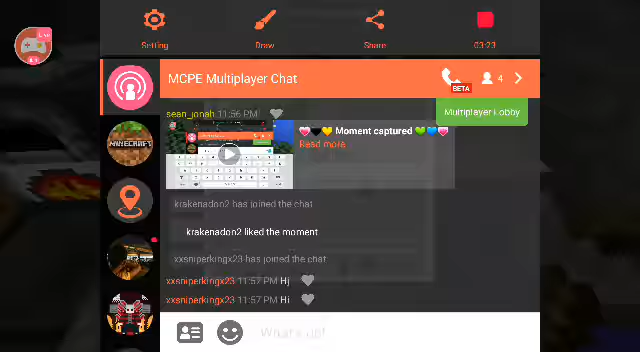 Setting
Draw
Share
03:23
MCPE Multiplayer Chat
BETA
4
Multiplayer Lobby
sean_jonah 11:56 PM
Moment captured
Read more
MINECRAFT
krakenadon2 has joined the chat
krakenadon2 liked the moment
xxsniperkingx23 has joined the chat
xxsniperkingx23 11:57 PM Hj
xxsniperkingx23 11:57 PM Hi
What's up!